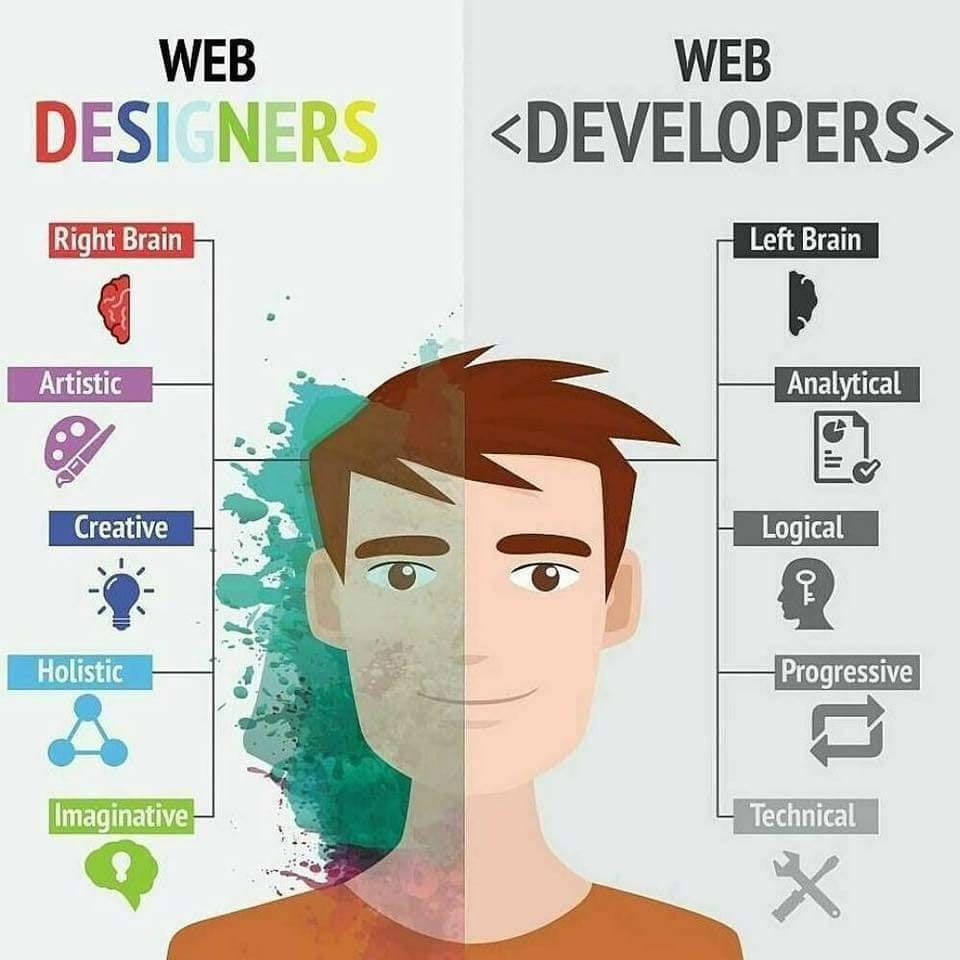 WEB
DESIGNERS
Right Brain
Artistic
Creative
Holistic
Imaginative
WEB
<DEVELOPERS>
Left Brain
Analytical
Logical
Progressive
Technical